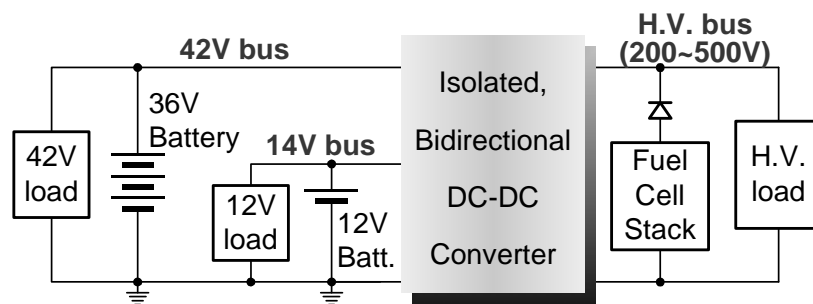 42V bus
H.V. bus
(200~500V)
36V
Battery
14V bus
42V
load
12V
load
12V
Batt.
Isolated,
Bidirectional
DC-DC
Converter
Fuel
Cell
Stack
H.V.
load